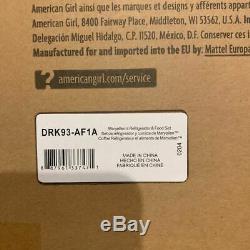 American Girl ainsi que les marques et designs y afférents appart
American Girl, 8400 Fairway Place, Middleton, WI 53562, U.S.A.
Delegación Miguel Hidalgo, C.P. 11520, México, D.F. Conserver ces in
Manufactured for and imported into the EU by: Mattel Europa
americangirl.com/service
DRK93-AF1A
Maryellen's Refrigerator & Food Set
MADE IN CHINA
HECHO EN CHINA
FABRIQUÉ EN CHINE
0204